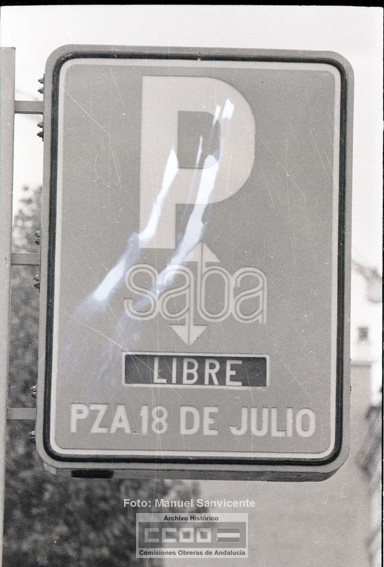 P
saba
LIBRE
PZA 18 DE JULIO
Foto: Manuel Sanvicente
Archivo Histórico
CCOO
Comisiones Obreras de Andalucía